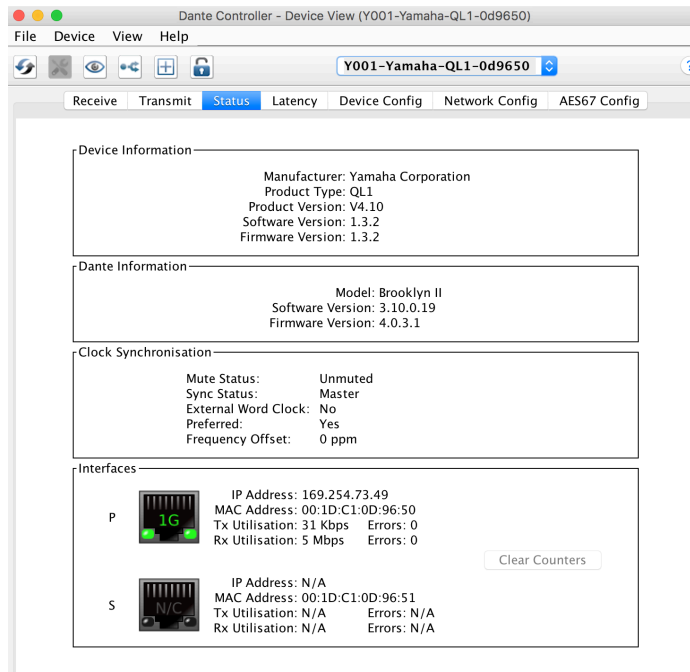 Dante Controller - Device View (Y001-Yamaha-QL1-0d9650)
File Device View Help
Y001-Yamaha-QL1-0d9650
?
Receive Transmit Status Latency Device Config Network Config AES67 Config
Device Information
Manufacturer: Yamaha Corporation
Product Type: QL1
Product Version: V4.10
Software Version: 1.3.2
Firmware Version: 1.3.2
Dante Information
Model: Brooklyn II
Software Version: 3.10.0.19
Firmware Version: 4.0.3.1
Clock Synchronisation
Mute Status: Unmuted
Sync Status: Master
External Word Clock: No
Preferred: Yes
Frequency Offset: 0 ppm
Interfaces
P
1G
IP Address: 169.254.73.49
MAC Address: 00:1D:C1:0D:96:50
Tx Utilisation: 31 Kbps Errors: 0
Rx Utilisation: 5 Mbps Errors: 0
Clear Counters
S
N/C
IP Address: N/A
MAC Address: 00:1D:C1:0D:96:51
Tx Utilisation: N/A Errors: N/A
Rx Utilisation: N/A Errors: N/A